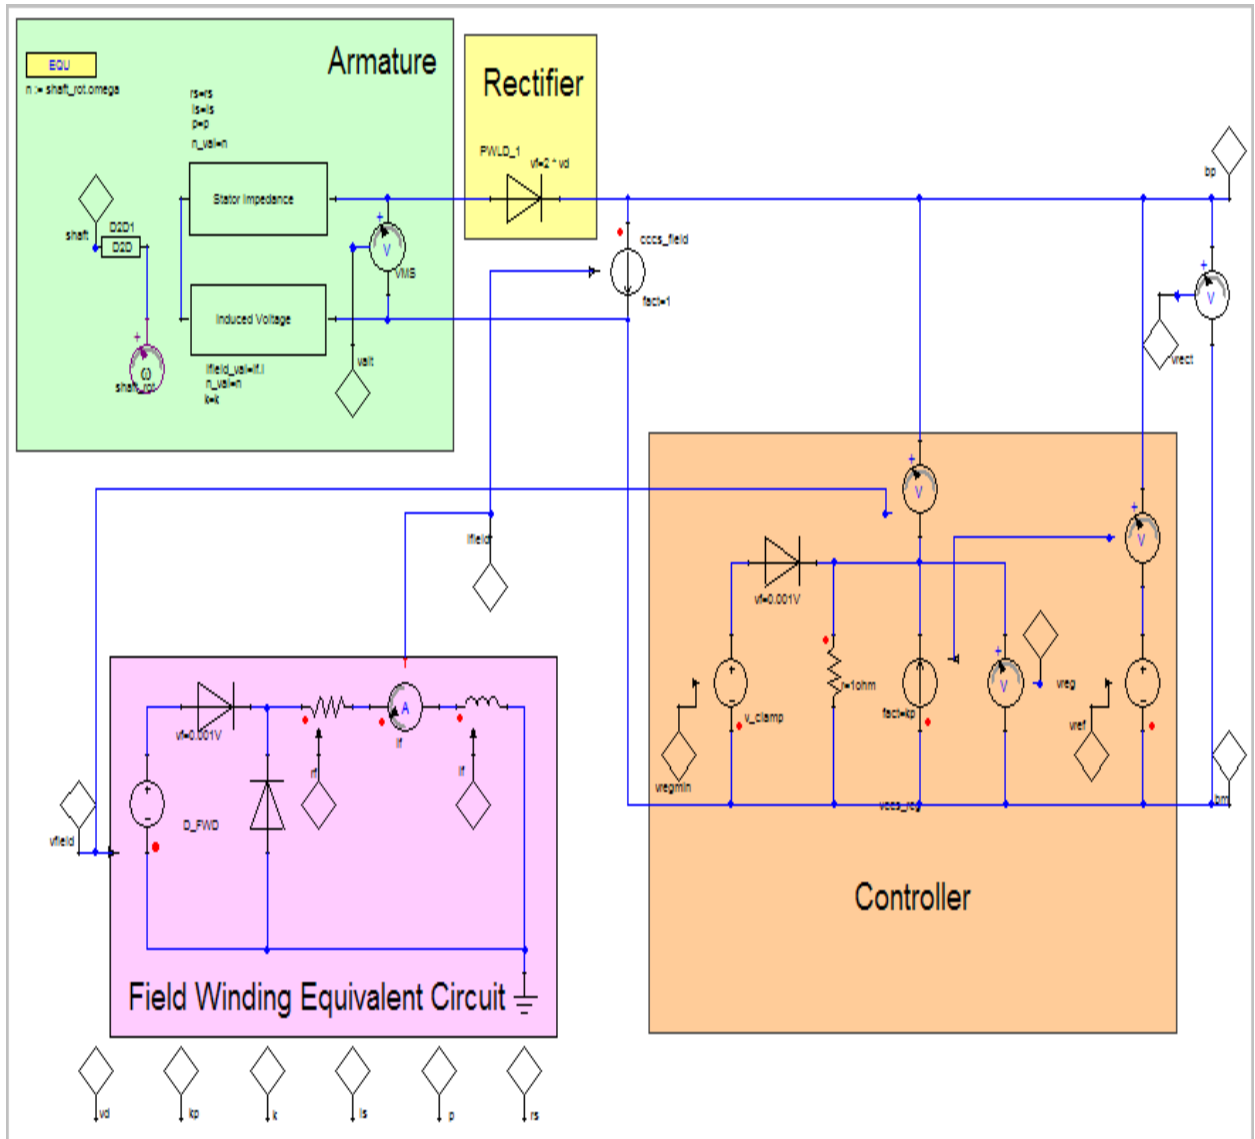 Armature
EQU
n := shaft_rot.omega
rs=rs
ls=ls
p=p
n_val=n
Stator Impedance
shaft
D2D1
D2D
+
V
VMS
Induced Voltage
+
ω
shaft_rot
Ifield_val=If.I
n_val=n
k=k
valt
Rectifier
PWLD_1
vf=2 * vd
cccs_field
fact=1
bp
+
V
vrect
Ifield
+
V
+
V
vf=0.001V
+
-
v_clamp
vregmin
r=1ohm
fact=kp
vccs_reg
+
V
vreg
+
-
vref
bm
Controller
vf=0.001V
+
-
D_FWD
vfield
rf
A
If
lf
Field Winding Equivalent Circuit
vd
kp
k
ls
p
rs